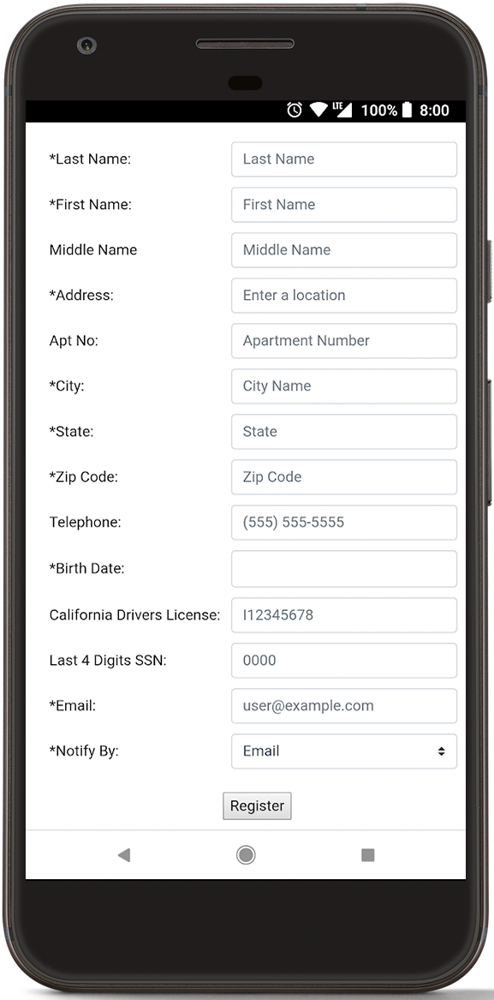 LTE 100% 8:00
*Last Name: Last Name
*First Name: First Name
Middle Name Middle Name
*Address: Enter a location
Apt No: Apartment Number
*City: City Name
*State: State
*Zip Code: Zip Code
Telephone: (555) 555-5555
*Birth Date:
California Drivers License: I12345678
Last 4 Digits SSN: 0000
*Email: user@example.com
*Notify By: Email
Register